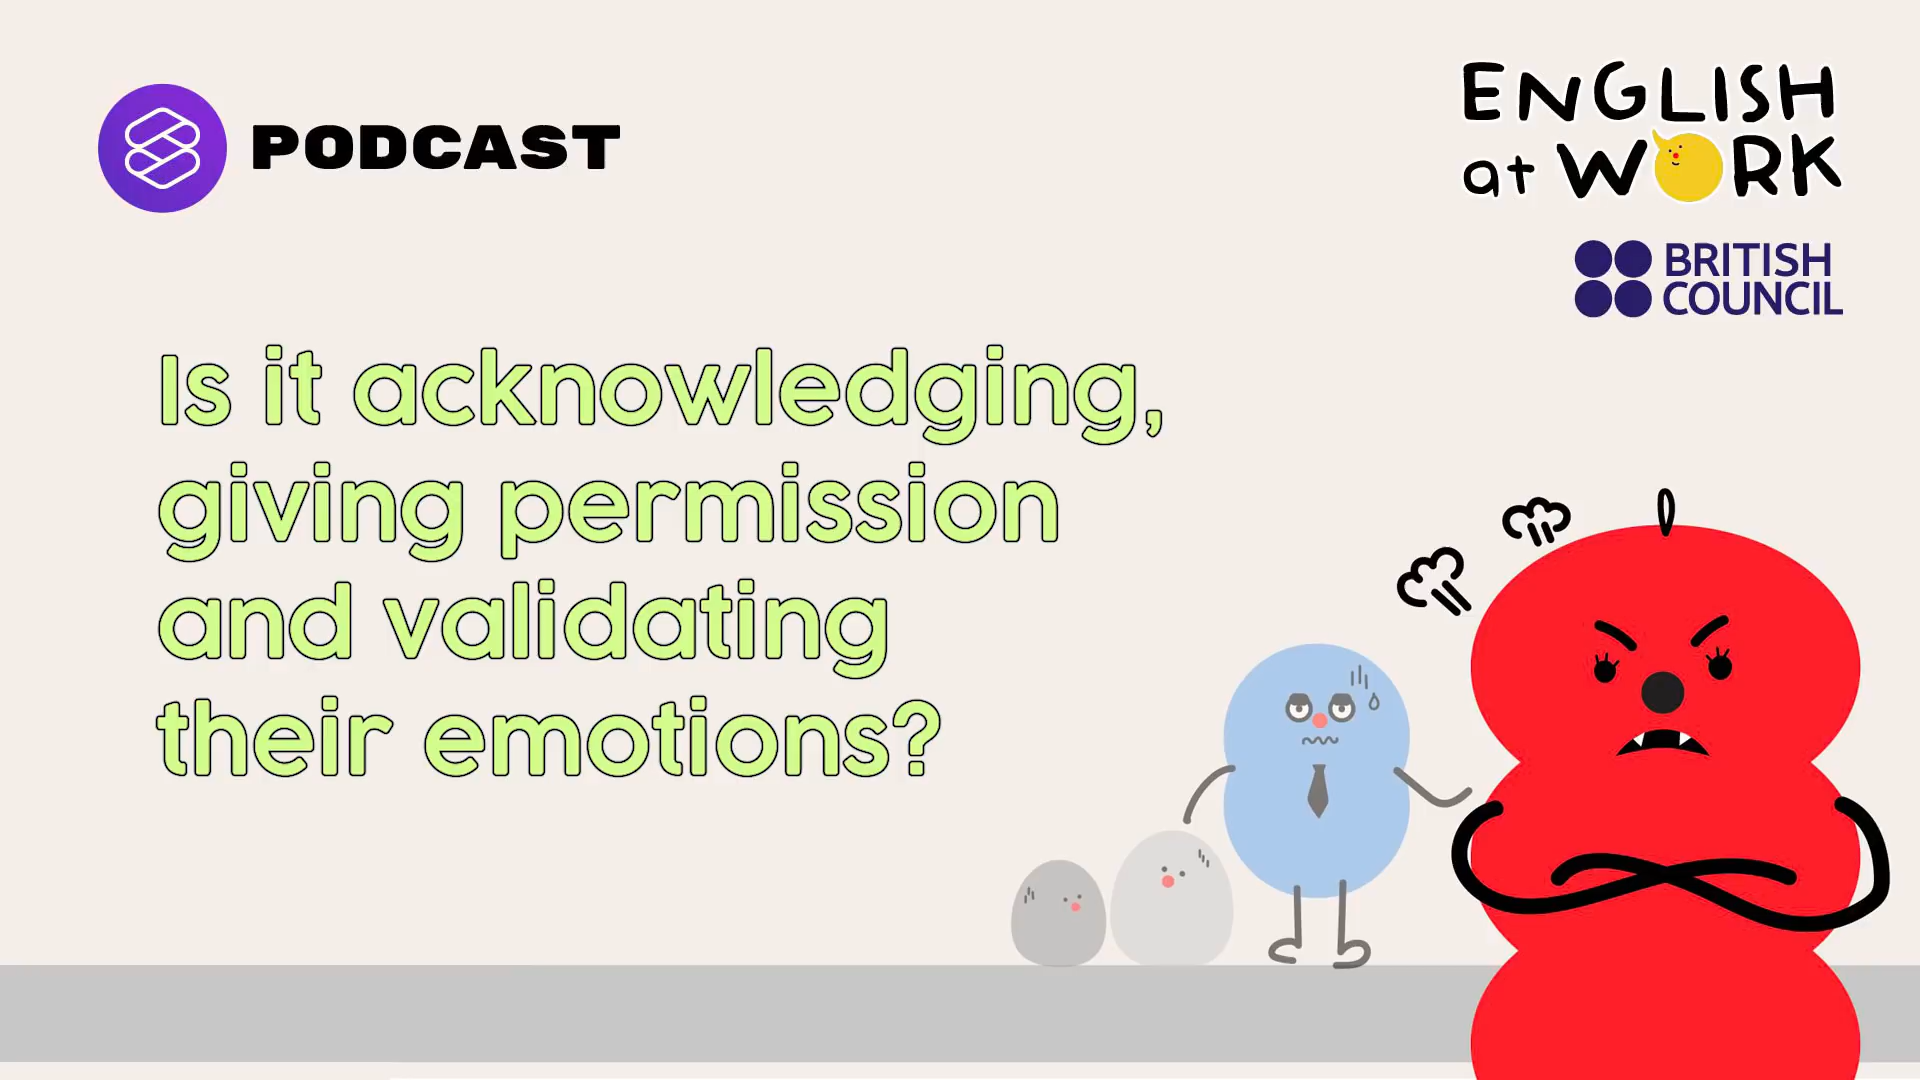 PODCAST
ENGLISH
at WORK
BRITISH
COUNCIL
Is it acknowledging,
giving permission
and validating
their emotions?